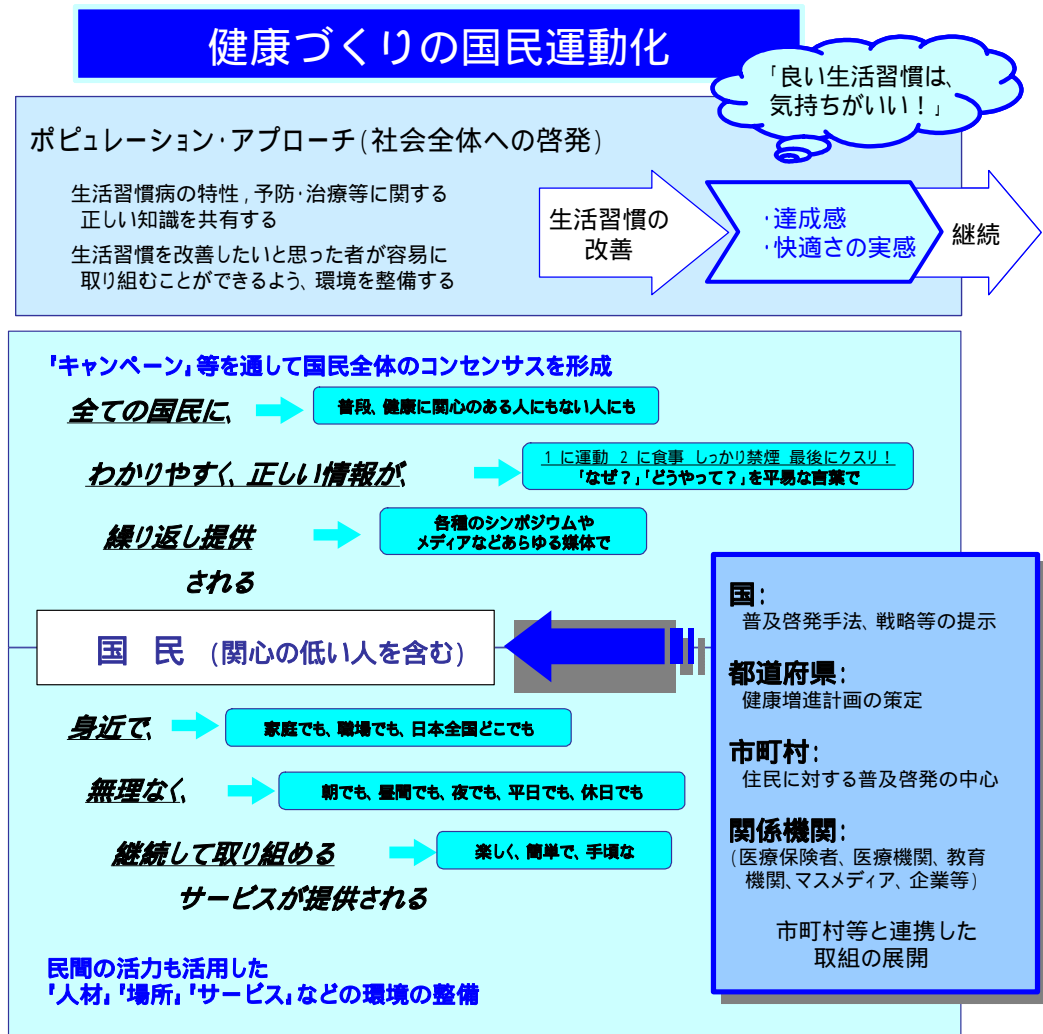 健康づくりの国民運動化
「良い生活習慣は、
気持ちがいい！」
ポピュレーション・アプローチ(社会全体への啓発)
生活習慣病の特性,予防・治療等に関する
正しい知識を共有する
生活習慣を改善したいと思った者が容易に
取り組むことができるよう、環境を整備する
生活習慣の
改善
・達成感
・快適さの実感
継続
「キャンペーン」等を通して国民全体のコンセンサスを形成
全ての国民に、
普段、健康に関心のある人にもない人にも
わかりやすく、正しい情報が、
1 に運動 2 に食事 しっかり禁煙 最後にクスリ！
「なぜ？」「どうやって？」を平易な言葉で
繰り返し提供
各種のシンポジウムや
メディアなどあらゆる媒体で
される
国 民 (関心の低い人を含む)
身近で、
家庭でも、職場でも、日本全国どこでも
無理なく、
朝でも、昼間でも、夜でも、平日でも、休日でも
継続して取り組める
楽しく、簡単で、手頃な
サービスが提供される
民間の活力も活用した
「人材」「場所」「サービス」などの環境の整備
国：
普及啓発手法、戦略等の提示
都道府県：
健康増進計画の策定
市町村：
住民に対する普及啓発の中心
関係機関：
(医療保険者、医療機関、教育
機関、マスメディア、企業等)
市町村等と連携した
取組の展開